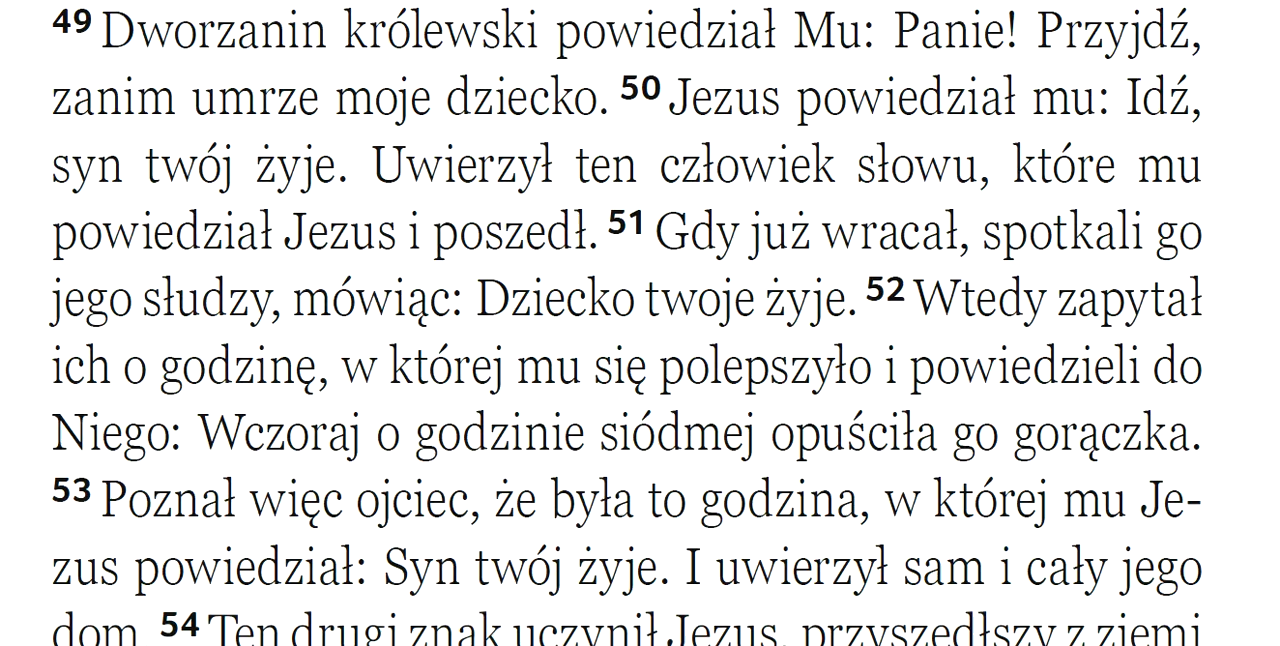 49 Dworzanin królewski powiedział Mu: Panie! Przyjdź,
zanim umrze moje dziecko. 50 Jezus powiedział mu: Idź,
syn twój żyje. Uwierzył ten człowiek słowu, które mu
powiedział Jezus i poszedł. 51 Gdy już wracał, spotkali go
jego słudzy, mówiąc: Dziecko twoje żyje. 52 Wtedy zapytał
ich o godzinę, w której mu się polepszyło i powiedzieli do
Niego: Wczoraj o godzinie siódmej opuściła go gorączka.
53 Poznał więc ojciec, że była to godzina, w której mu Je-
zus powiedział: Syn twój żyje. I uwierzył sam i cały jego
dom. 54 Ten drugi znak uczynił Jezus, przyszedłszy z ziemi